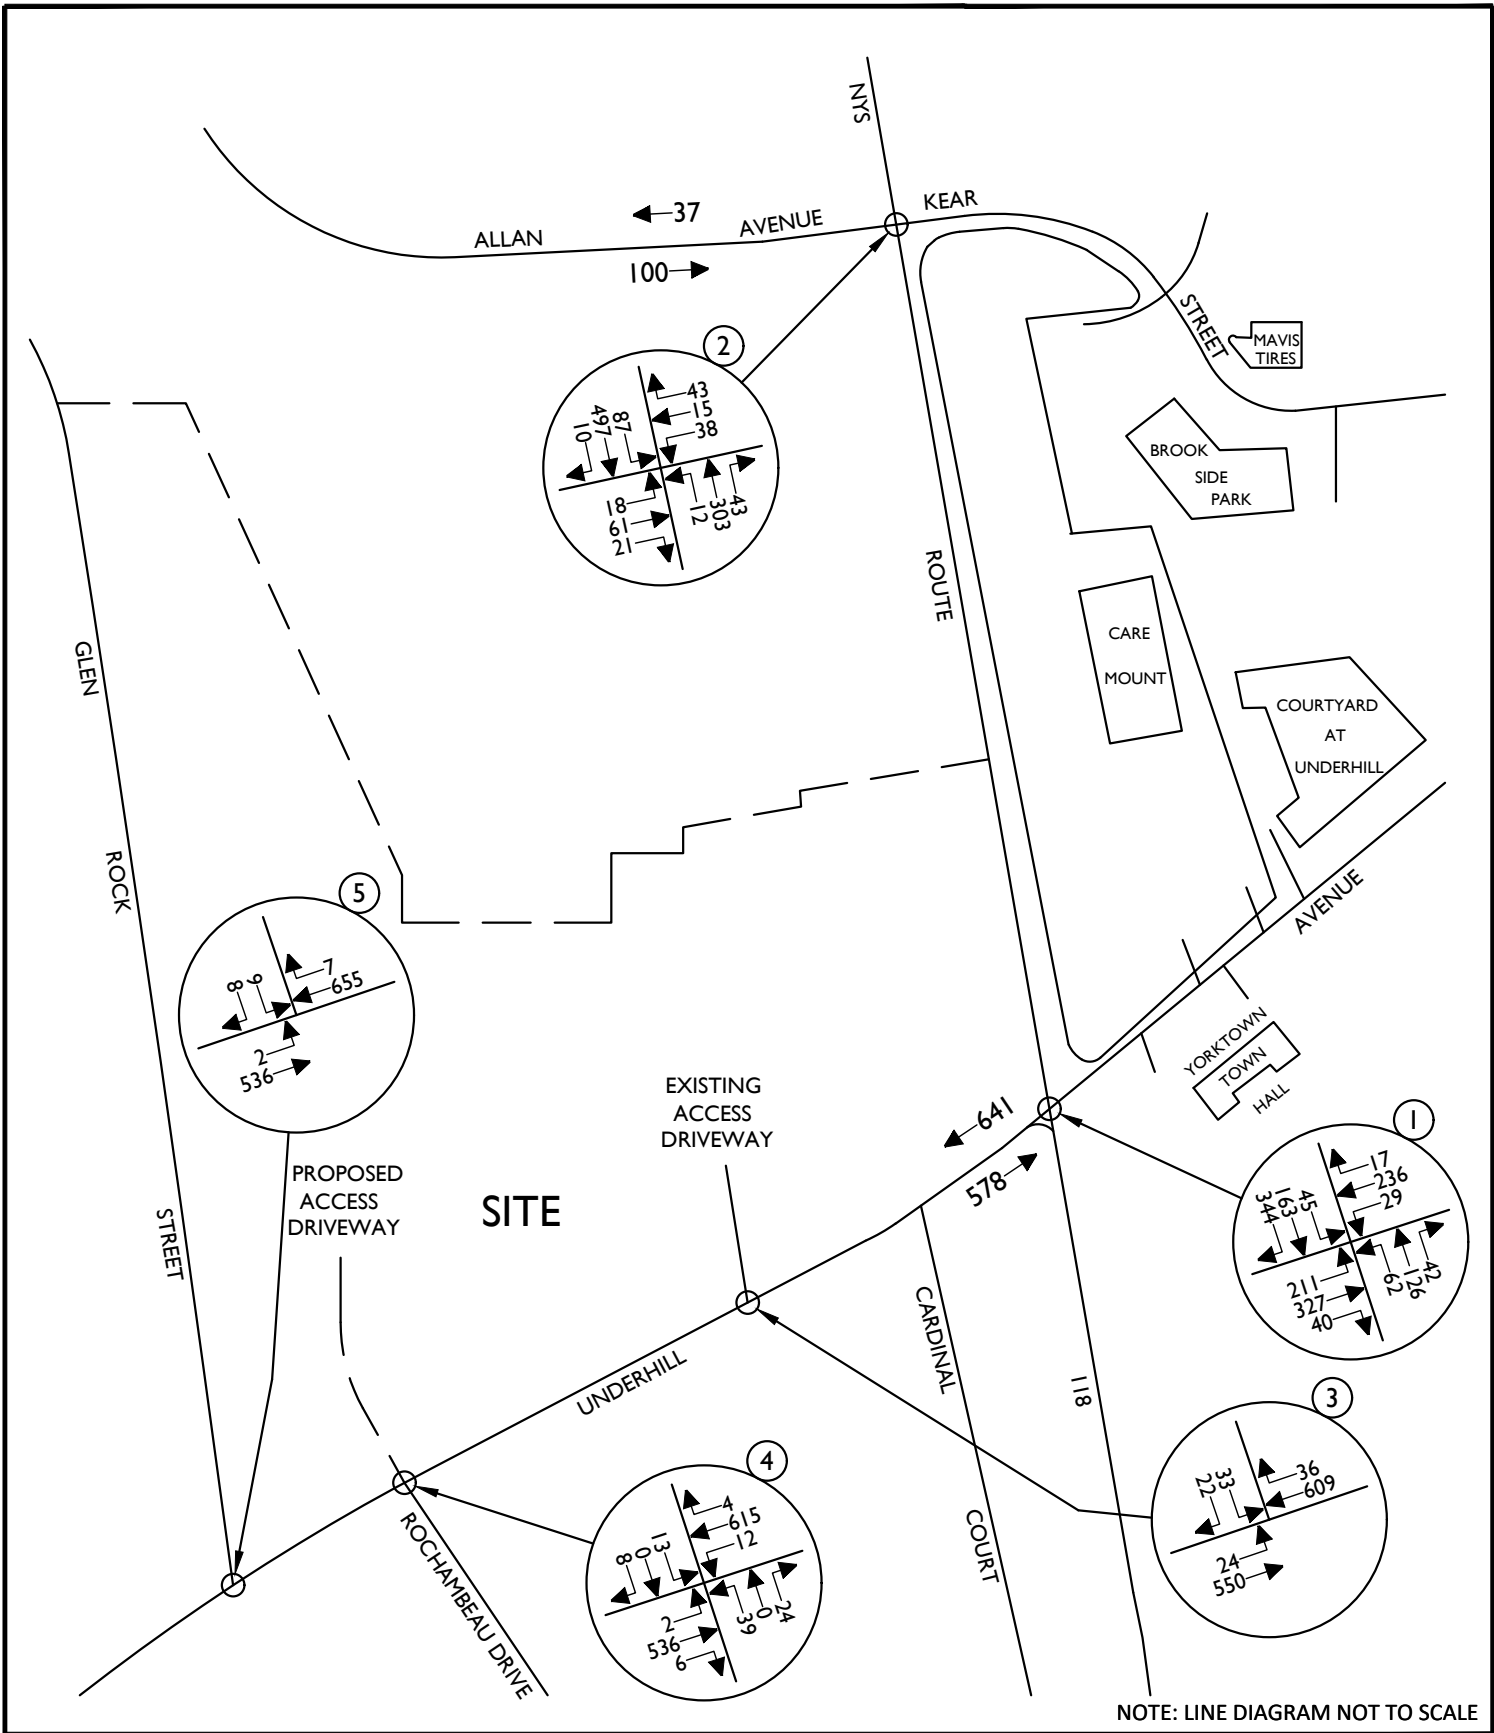 NYS
KEAR
37
ALLAN
AVENUE
100
STREET
MAVIS
TIRES
2
43
15
38
10
497
87
18
61
21
12
303
43
BROOK
SIDE
PARK
ROUTE
CARE
MOUNT
COURTYARD
AT
UNDERHILL
GLEN
ROCK
STREET
AVENUE
5
7
655
8
9
2
536
YORKTOWN
TOWN
HALL
EXISTING
ACCESS
DRIVEWAY
641
578
1
17
236
29
344
163
45
211
327
40
62
126
42
PROPOSED
ACCESS
DRIVEWAY
SITE
CARDINAL
COURT
UNDERHILL
118
3
36
609
22
33
24
550
4
4
615
12
8
0
13
2
536
6
39
0
24
ROCHAMBEAU DRIVE
NOTE: LINE DIAGRAM NOT TO SCALE